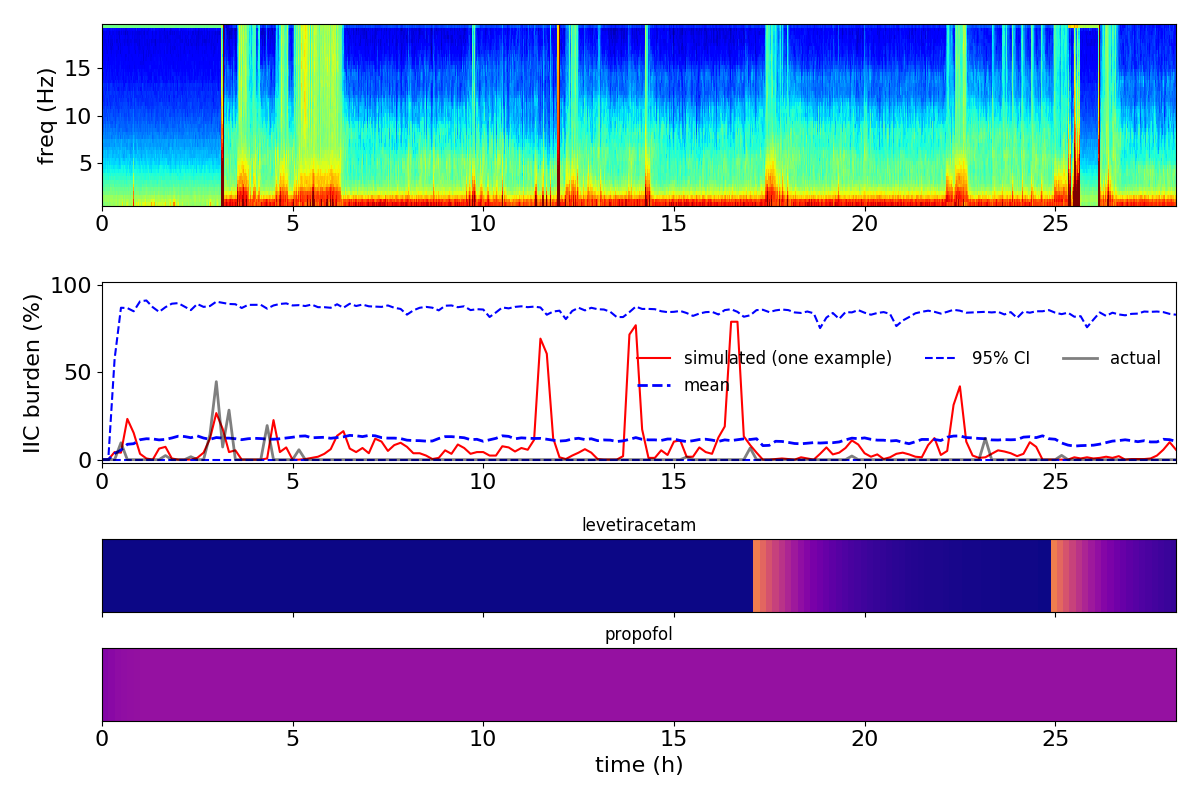 freq (Hz)
15
10
5
0 5 10 15 20 25
IIC burden (%)
100
50
0
simulated (one example) 95% CI actual
mean
0 5 10 15 20 25
levetiracetam
propofol
0 5 10 15 20 25
time (h)